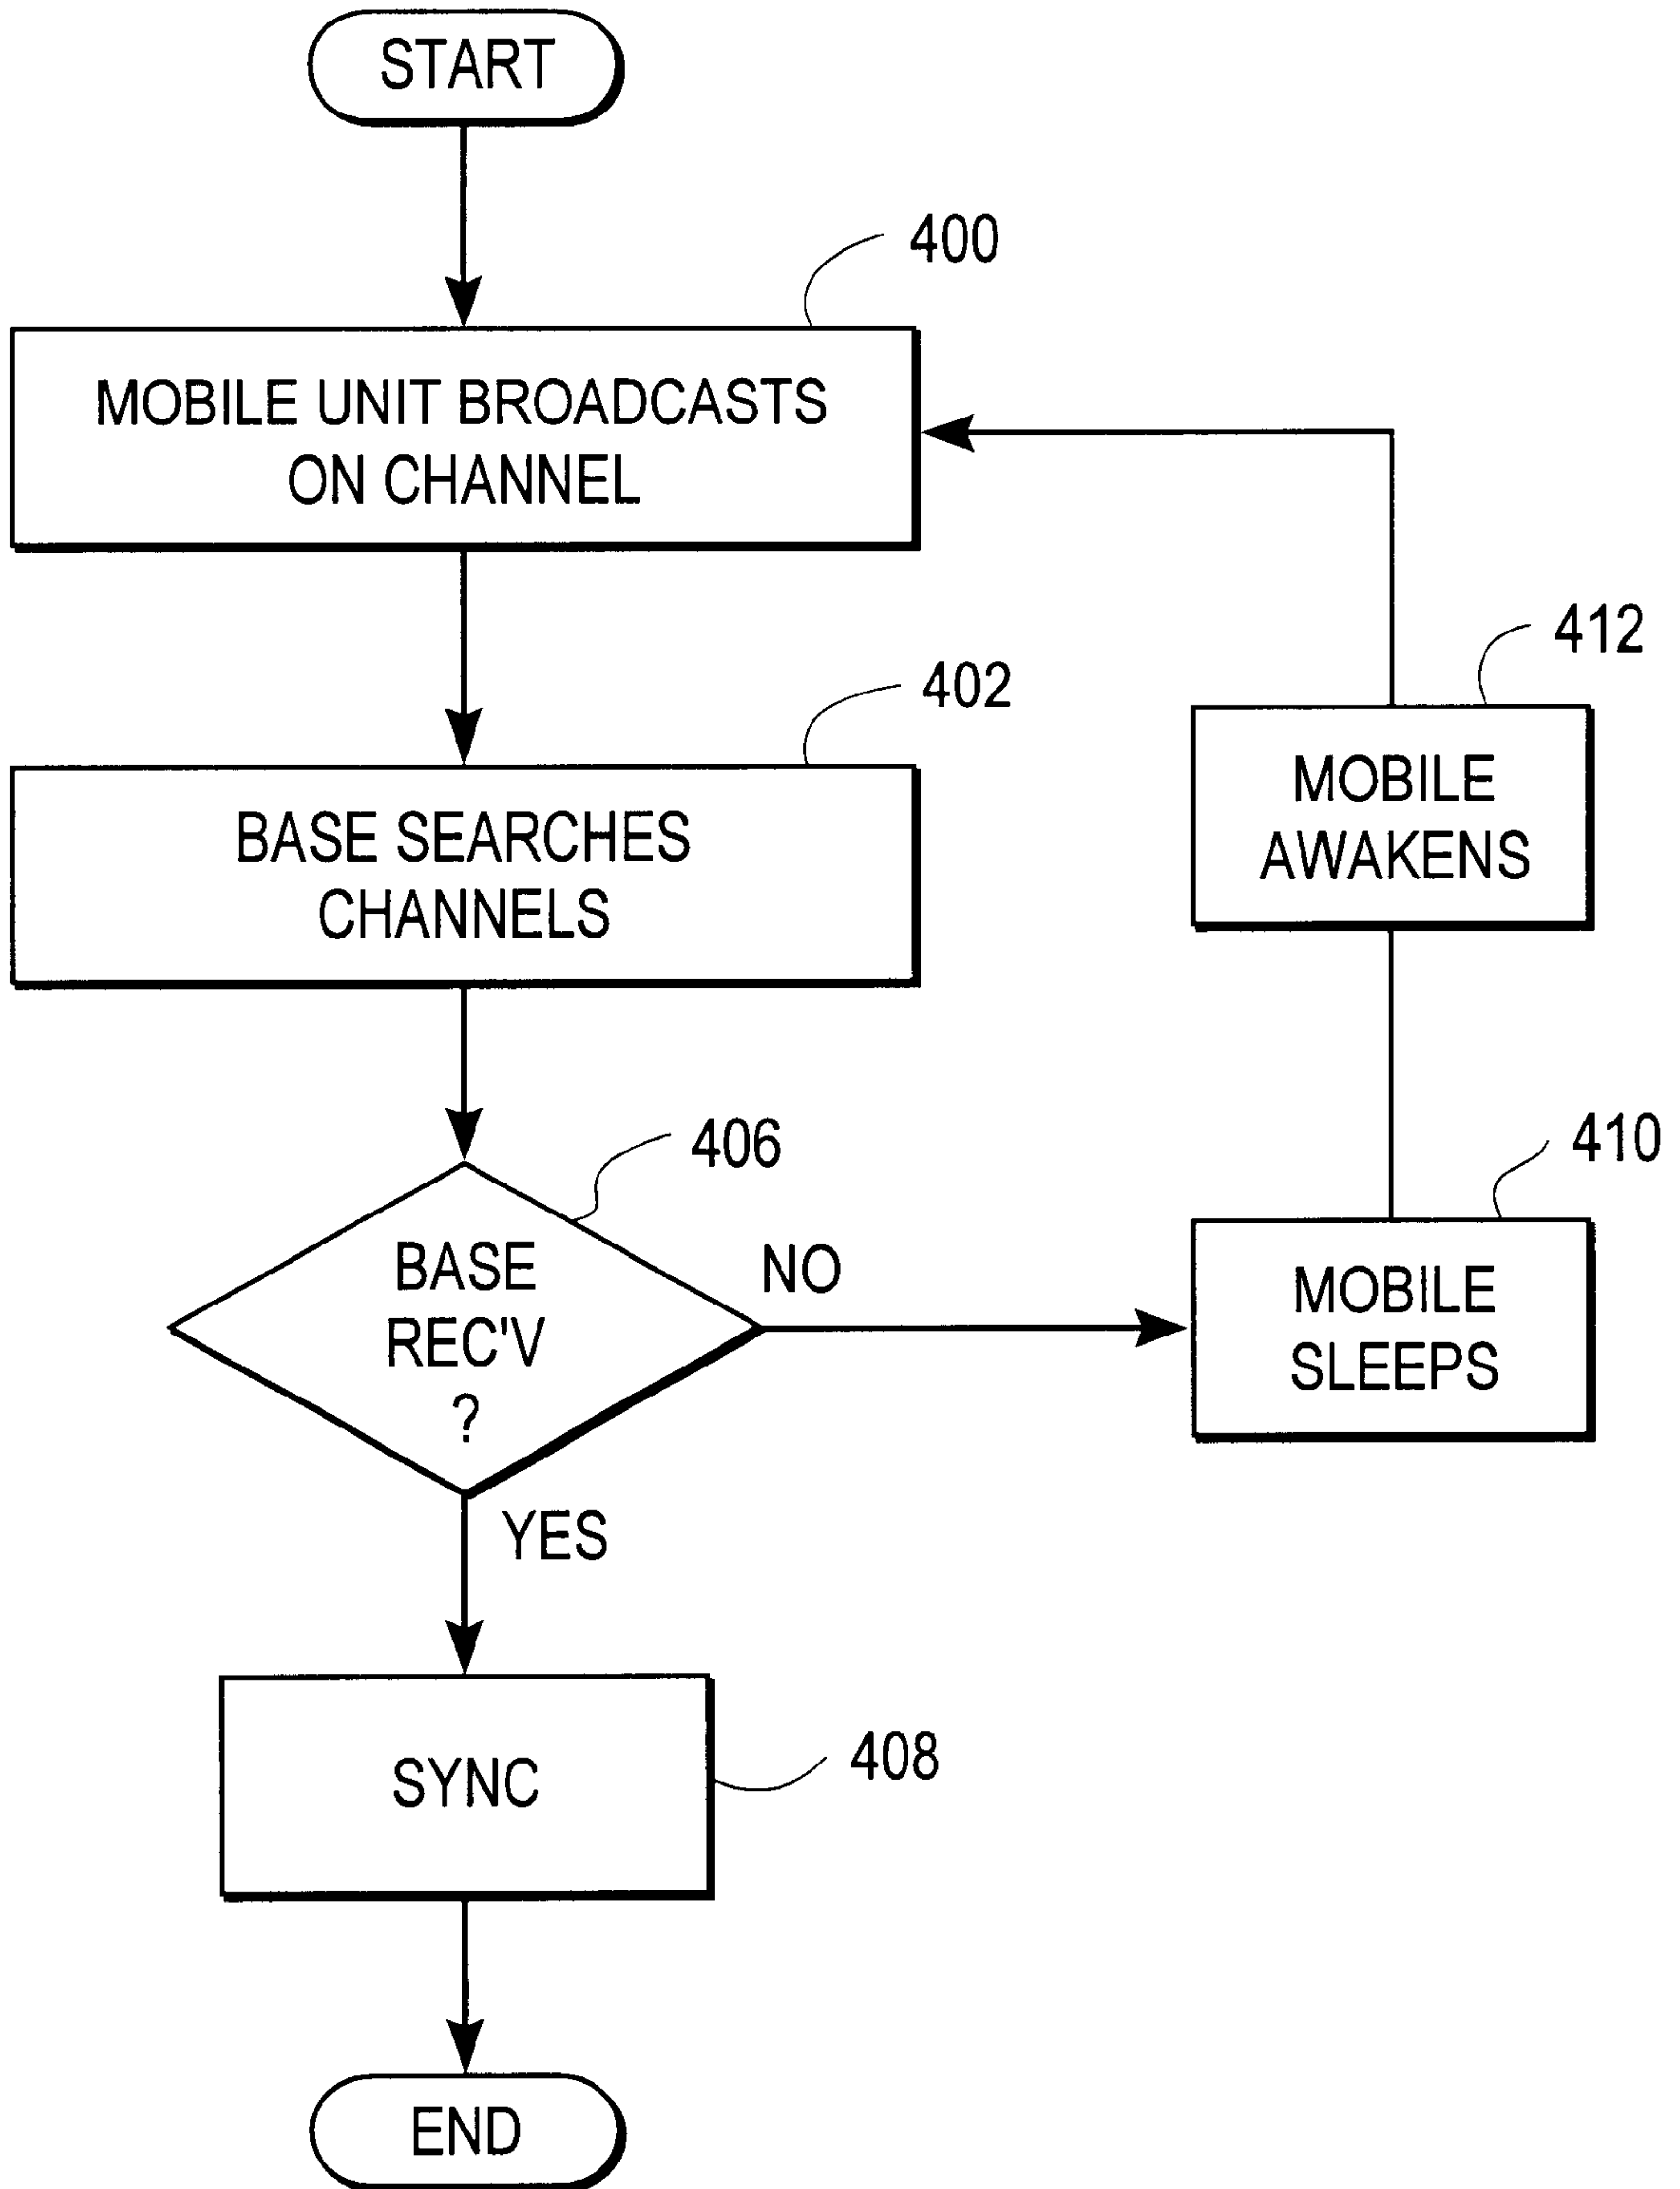 START
400
MOBILE UNIT BROADCASTS
ON CHANNEL
402
BASE SEARCHES
CHANNELS
412
MOBILE
AWAKENS
406
BASE
REC'V
?
NO
410
MOBILE
SLEEPS
YES
SYNC
408
END